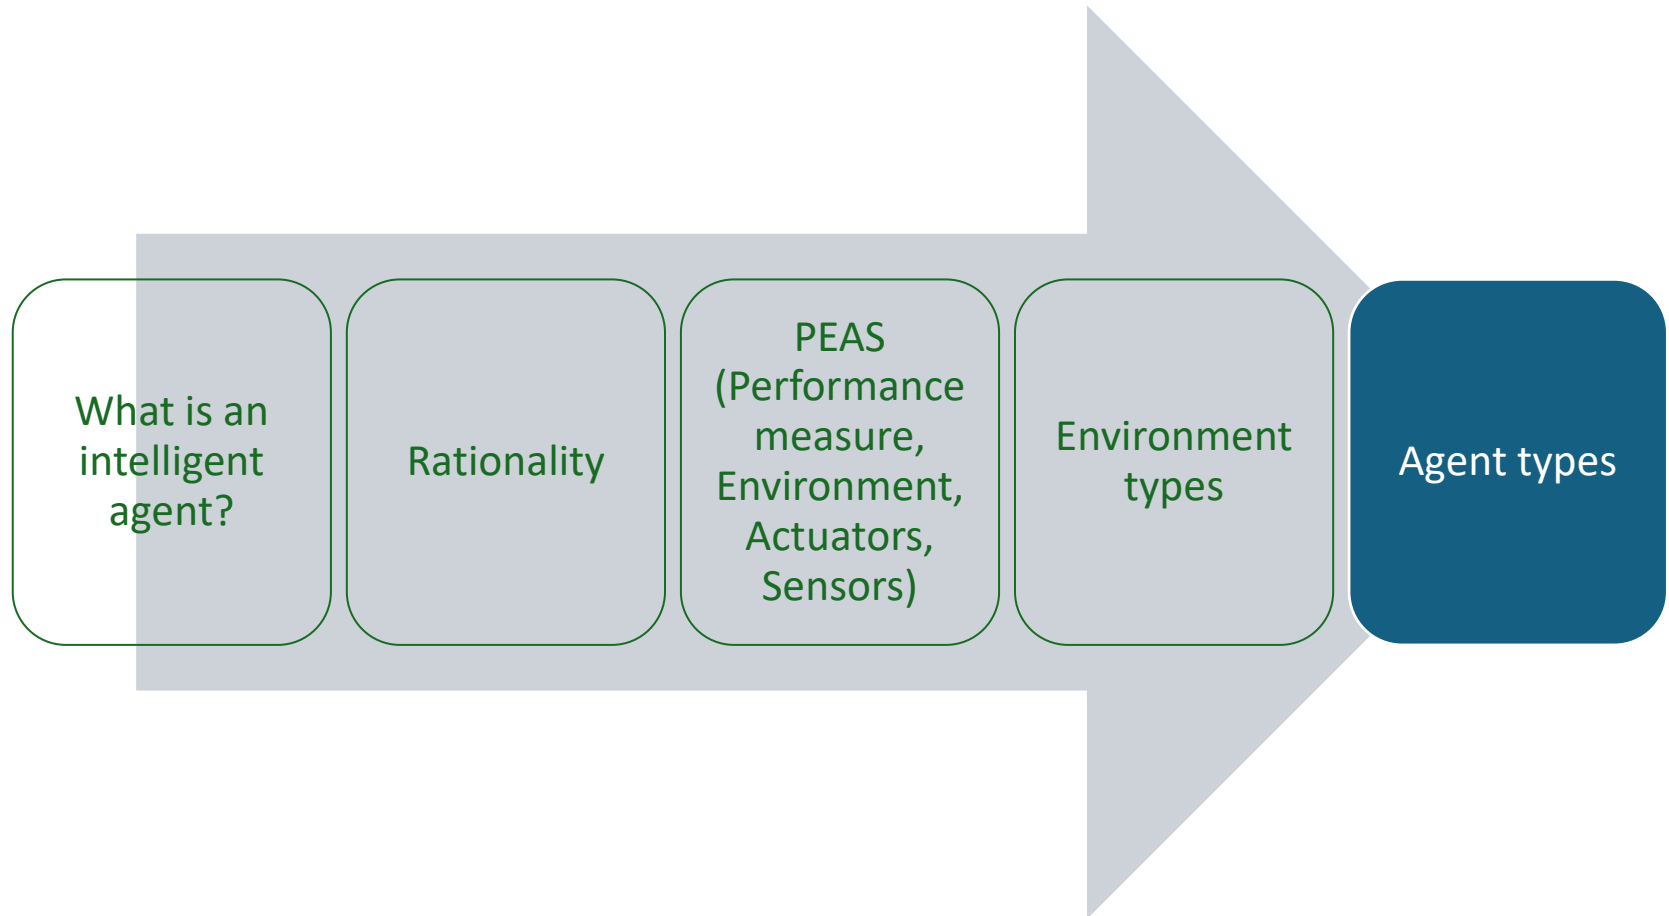 What is an
intelligent
agent?
Rationality
PEAS
(Performance
measure,
Environment,
Actuators,
Sensors)
Environment
types
Agent types